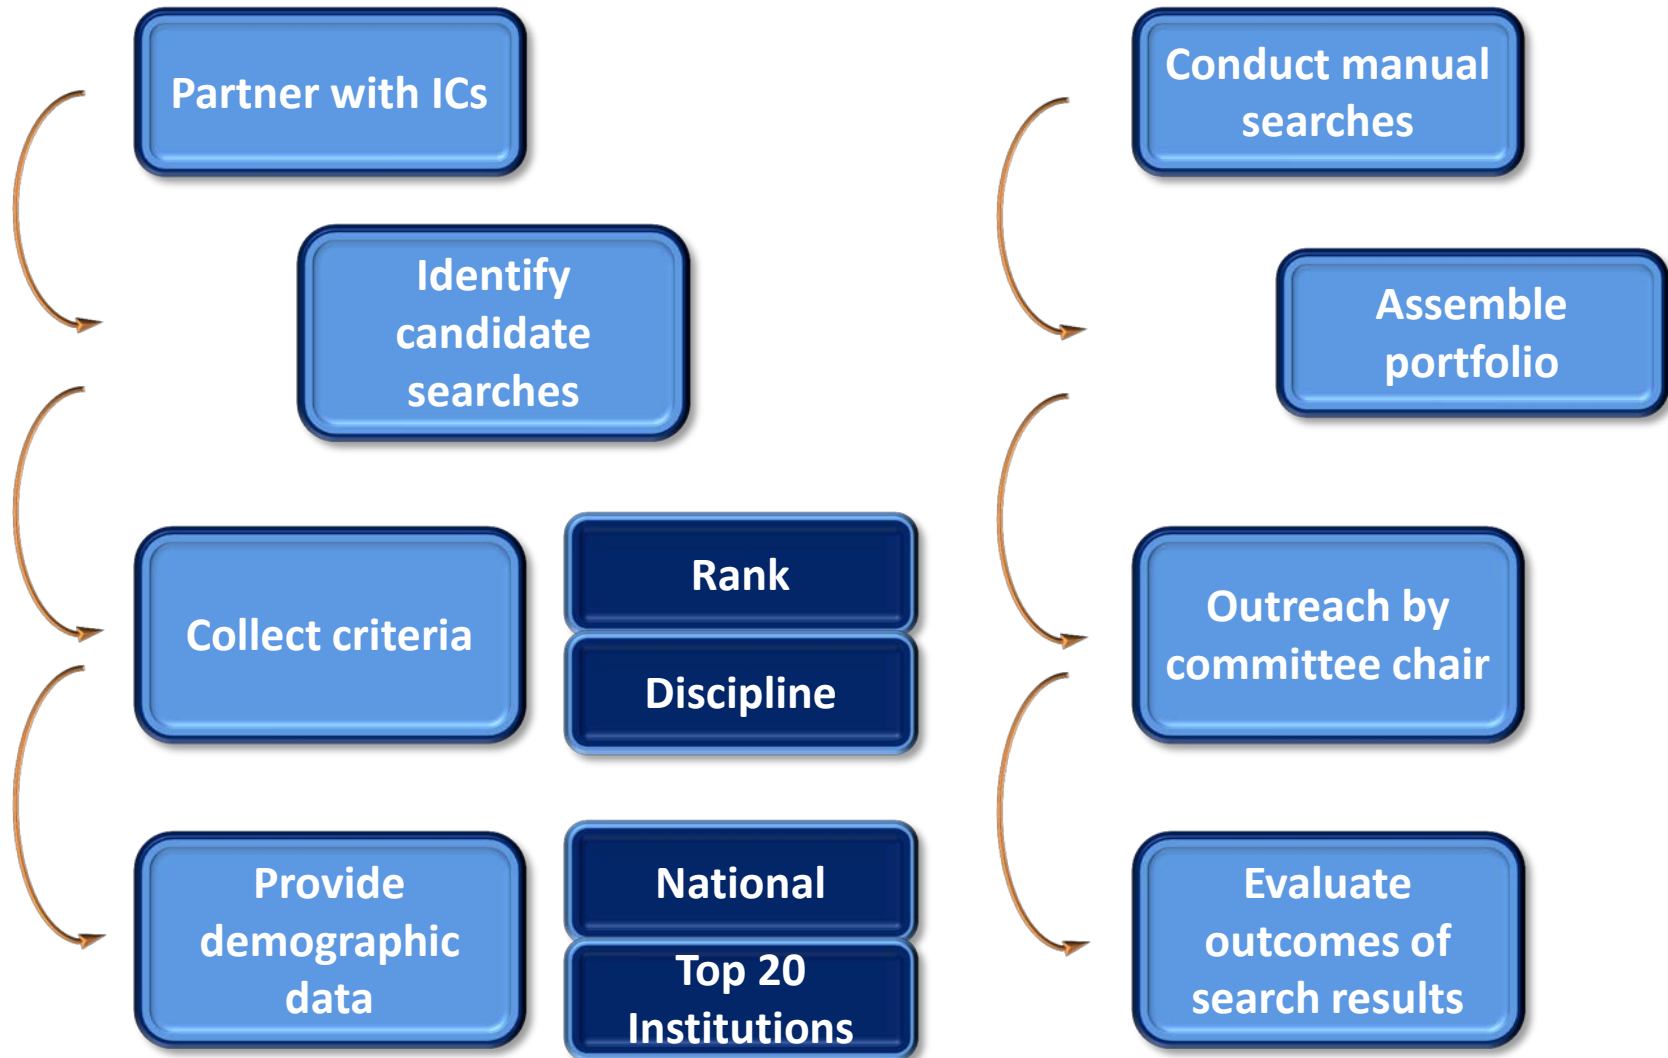 Partner with ICs
Identify
candidate
searches
Collect criteria
Rank
Discipline
Provide
demographic
data
National
Top 20
Institutions
Conduct manual
searches
Assemble
portfolio
Outreach by
committee chair
Evaluate
outcomes of
search results